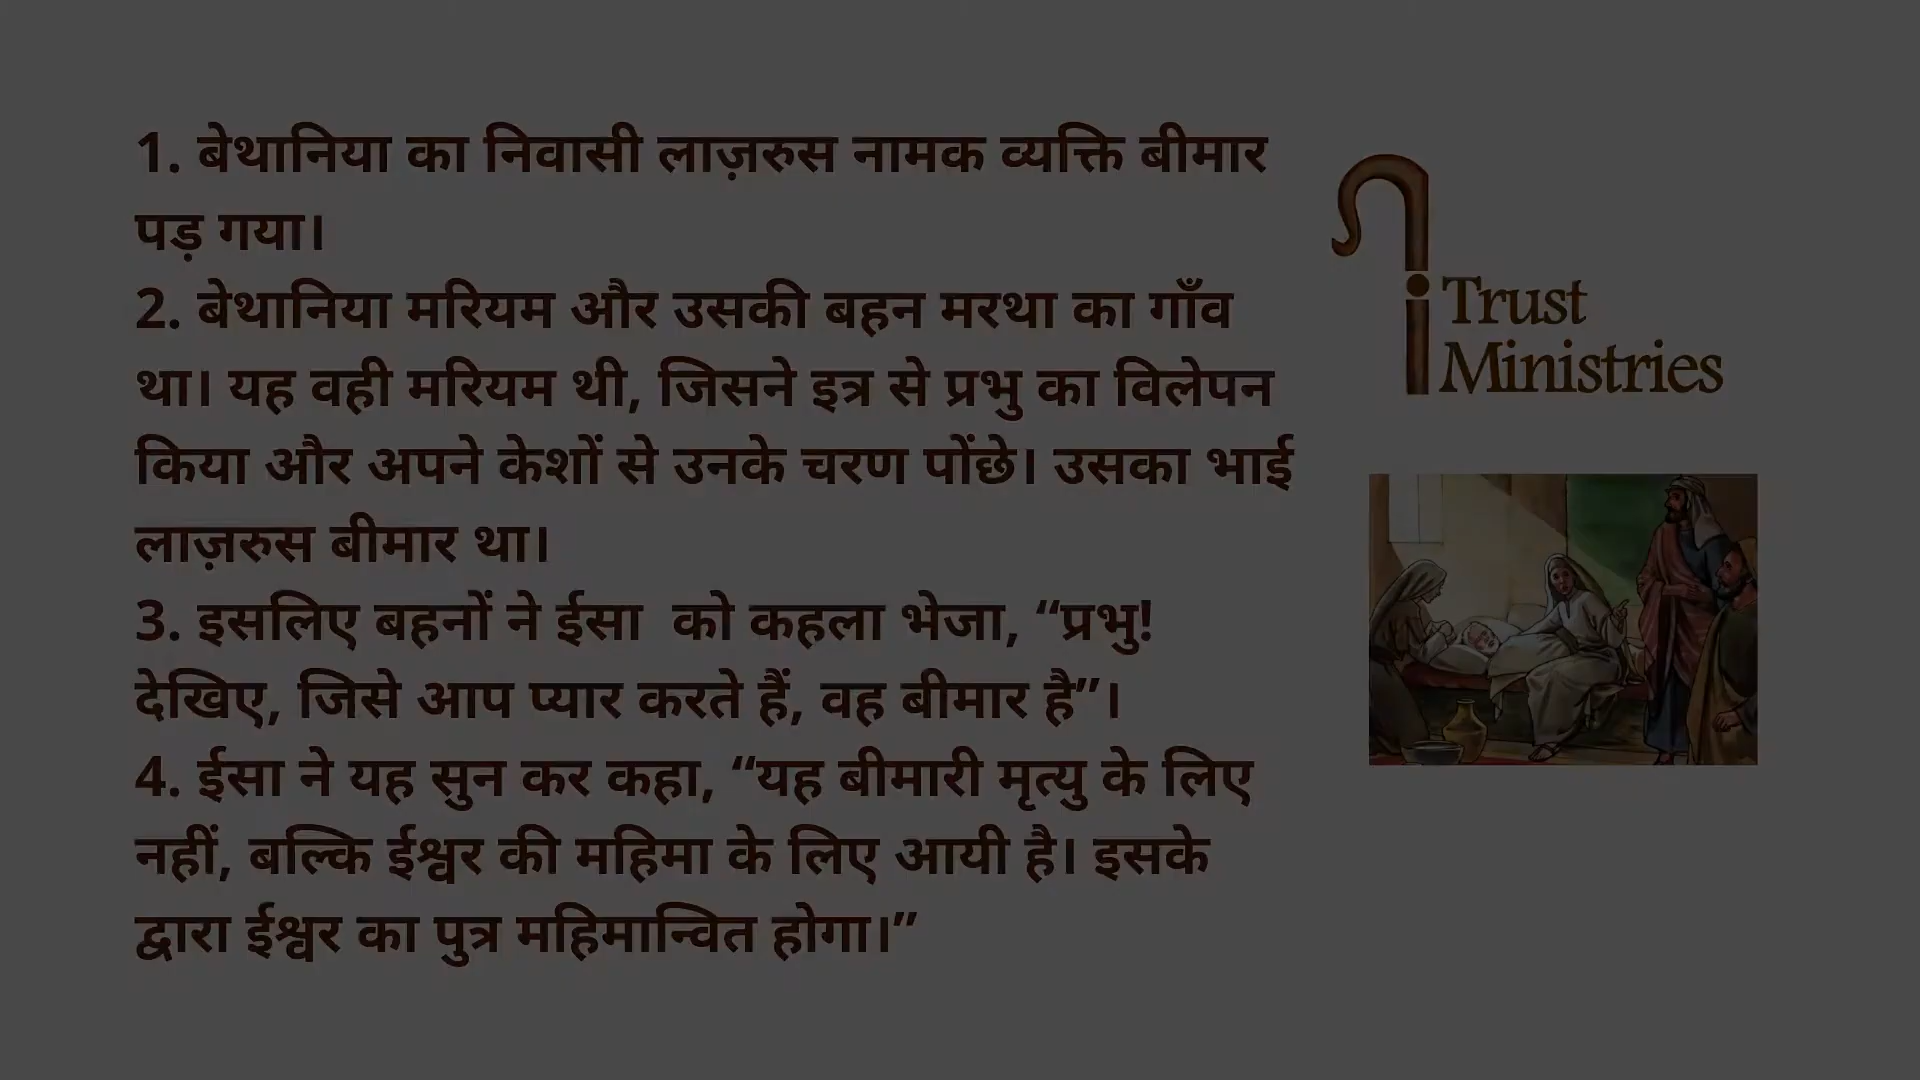 1. बेथानिया का निवासी लाज़रुस नामक व्यक्ति बीमार
पड़ गया।
2. बेथानिया मरियम और उसकी बहन मरथा का गाँव
था। यह वही मरियम थी, जिसने इत्र से प्रभु का विलेपन
किया और अपने केशों से उनके चरण पोंछे। उसका भाई
लाज़रुस बीमार था।
3. इसलिए बहनों ने ईसा  को कहला भेजा, “प्रभु!
देखिए, जिसे आप प्यार करते हैं, वह बीमार है”।
4. ईसा ने यह सुन कर कहा, “यह बीमारी मृत्यु के लिए
नहीं, बल्कि ईश्वर की महिमा के लिए आयी है। इसके
द्वारा ईश्वर का पुत्र महिमान्वित होगा।”
i Trust
Ministries